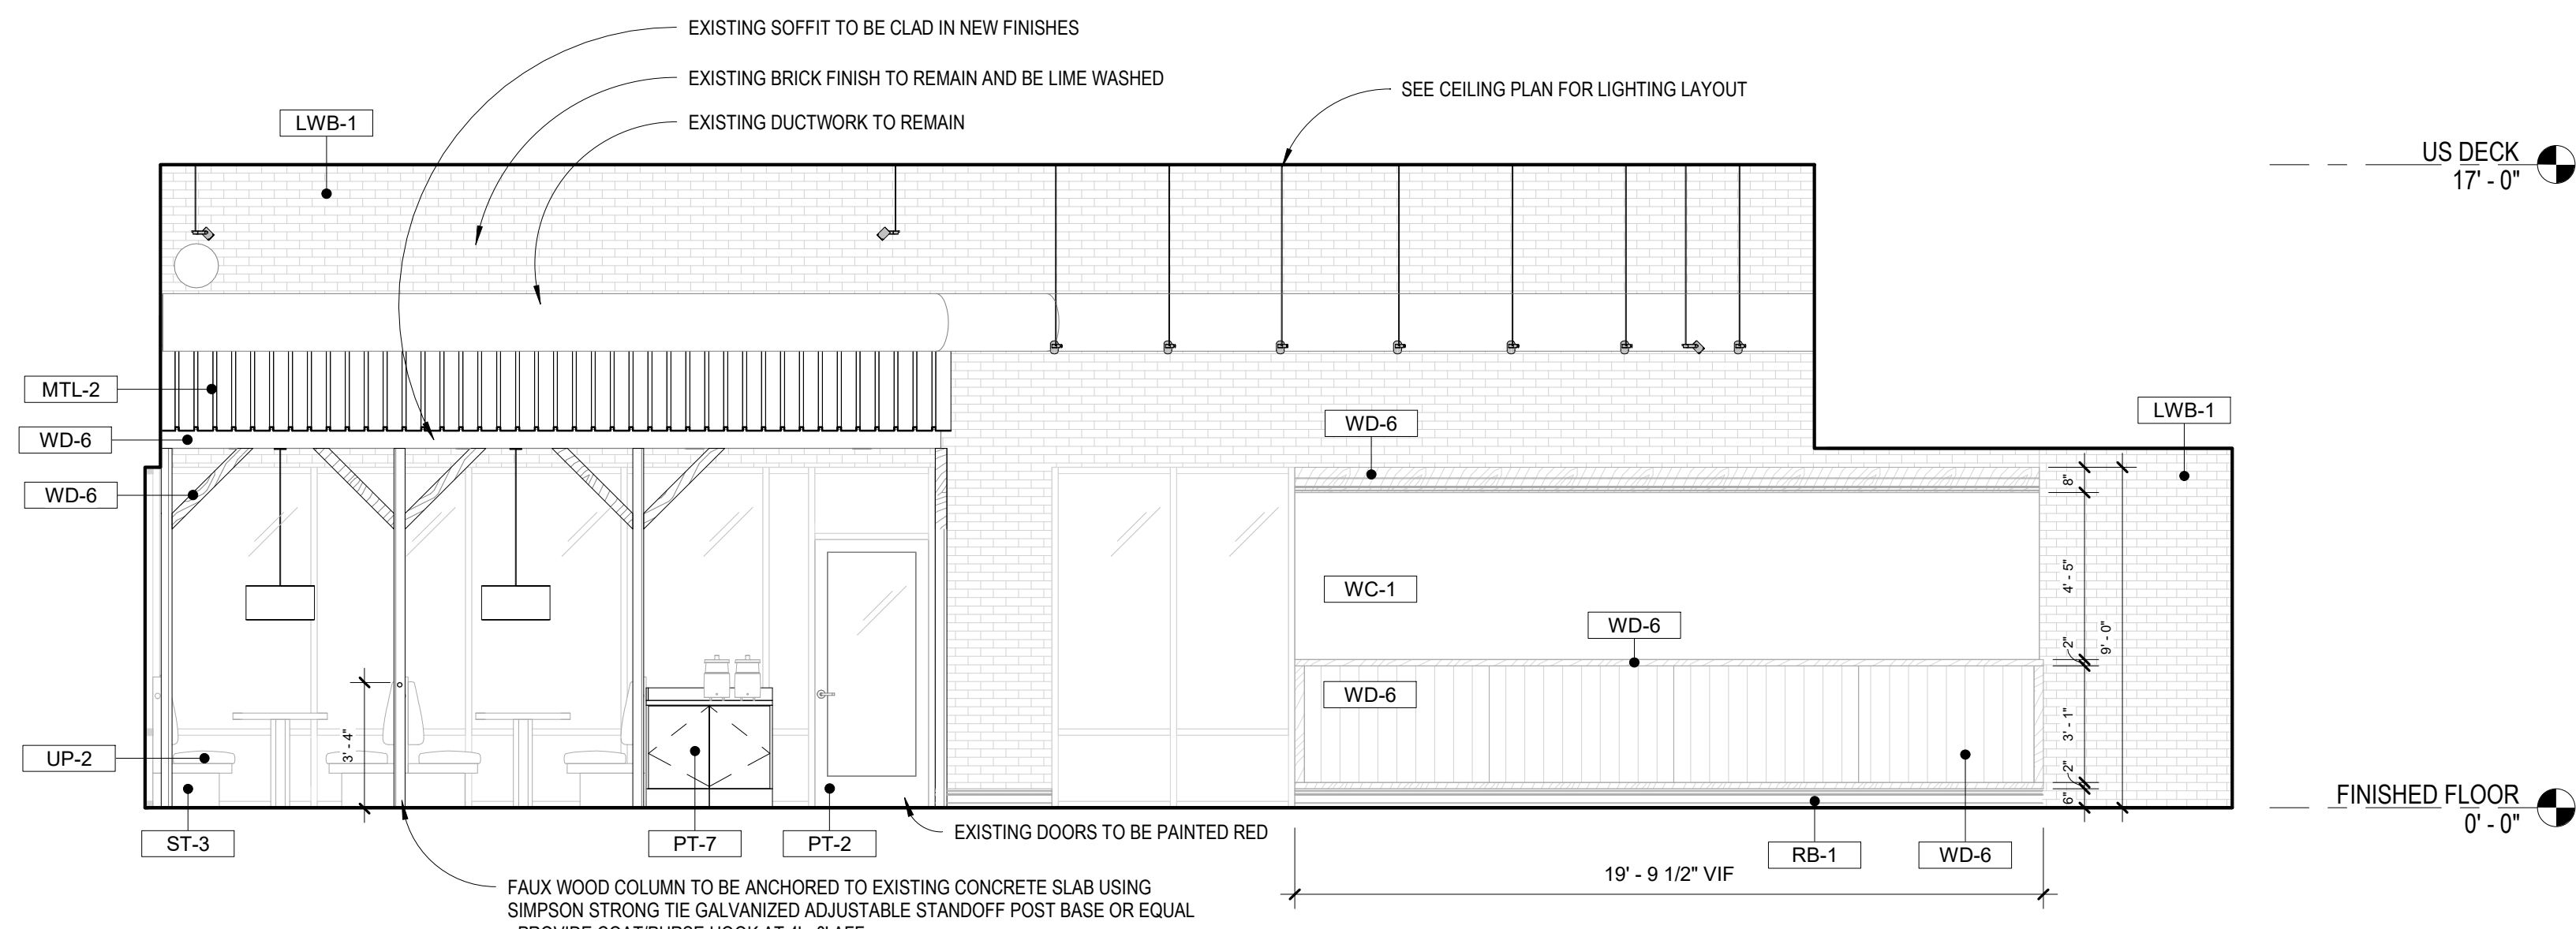 EXISTING SOFFIT TO BE CLAD IN NEW FINISHES
EXISTING BRICK FINISH TO REMAIN AND BE LIME WASHED
SEE CEILING PLAN FOR LIGHTING LAYOUT
LWB-1
EXISTING DUCTWORK TO REMAIN
US DECK
17' - 0"
MTL-2
WD-6
WD-6
LWB-1
WD-6
8"
WC-1
4' - 5"
WD-6
2"
9' - 0"
WD-6
3' - 1"
3' - 4"
UP-2
2"
6"
FINISHED FLOOR
0' - 0"
ST-3
PT-7
PT-2
EXISTING DOORS TO BE PAINTED RED
RB-1
WD-6
19' - 9 1/2" VIF
FAUX WOOD COLUMN TO BE ANCHORED TO EXISTING CONCRETE SLAB USING
SIMPSON STRONG TIE GALVANIZED ADJUSTABLE STANDOFF POST BASE OR EQUAL
PROVIDE COAT/PURSE HOOK AT